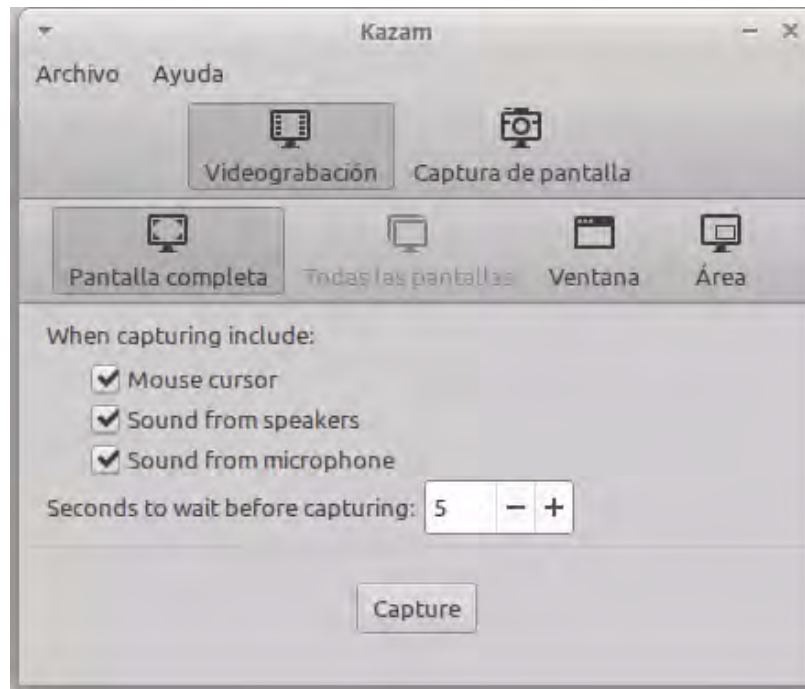 Kazam
Archivo Ayuda
Videograbación Captura de pantalla
Pantalla completa Todas las pantallas Ventana Área
When capturing include:
Mouse cursor
Sound from speakers
Sound from microphone
Seconds to wait before capturing: 5
Capture